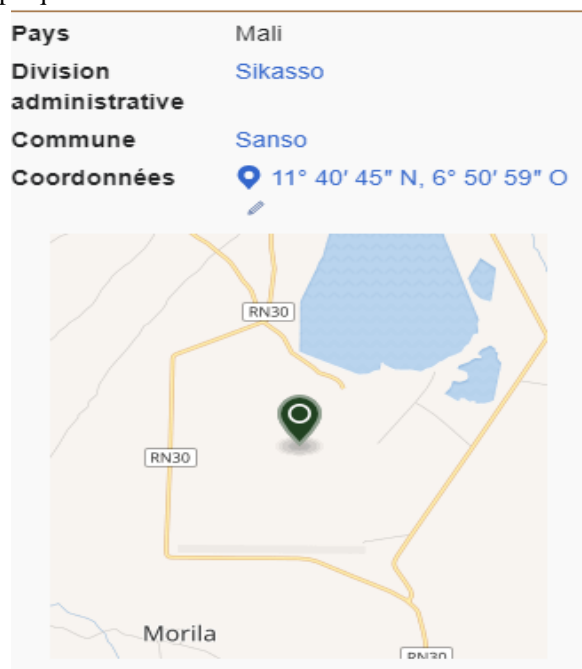 Pays Mali
Division administrative Sikasso
Commune Sanso
Coordonnées 11° 40′ 45″ N, 6° 50′ 59″ O
RN30
RN30
Morila
RN30